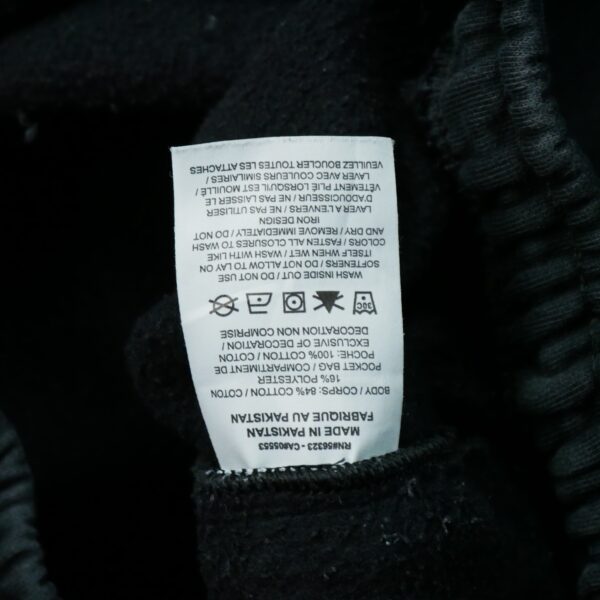 RN#56323 - CA#05553
MADE IN PAKISTAN
FABRIQUE AU PAKISTAN
BODY / CORPS: 84% COTTON / COTON
16% POLYESTER
POCKET BAG / COMPARTIMENT DE
POCHE: 100% COTTON / COTON
EXCLUSIVE OF DECORATION /
DECORATION NON COMPRISE
30C
WASH INSIDE OUT / DO NOT USE
SOFTENERS / DO NOT ALLOW TO LAY ON
ITSELF WHEN WET / WASH WITH LIKE
COLORS / FASTEN ALL CLOSURES TO WASH
AND DRY / REMOVE IMMEDIATELY / DO NOT
IRON DESIGN
LAVER A L'ENVERS / NE PAS UTILISER
D'ADOUCISSEUR / NE PAS LAISSER LE
VÊTEMENT PLIÉ LORSQU'IL EST MOUILLÉ /
LAVER AVEC COULEURS SIMILAIRES /
VEUILLEZ BOUCLER TOUTES LES ATTACHES